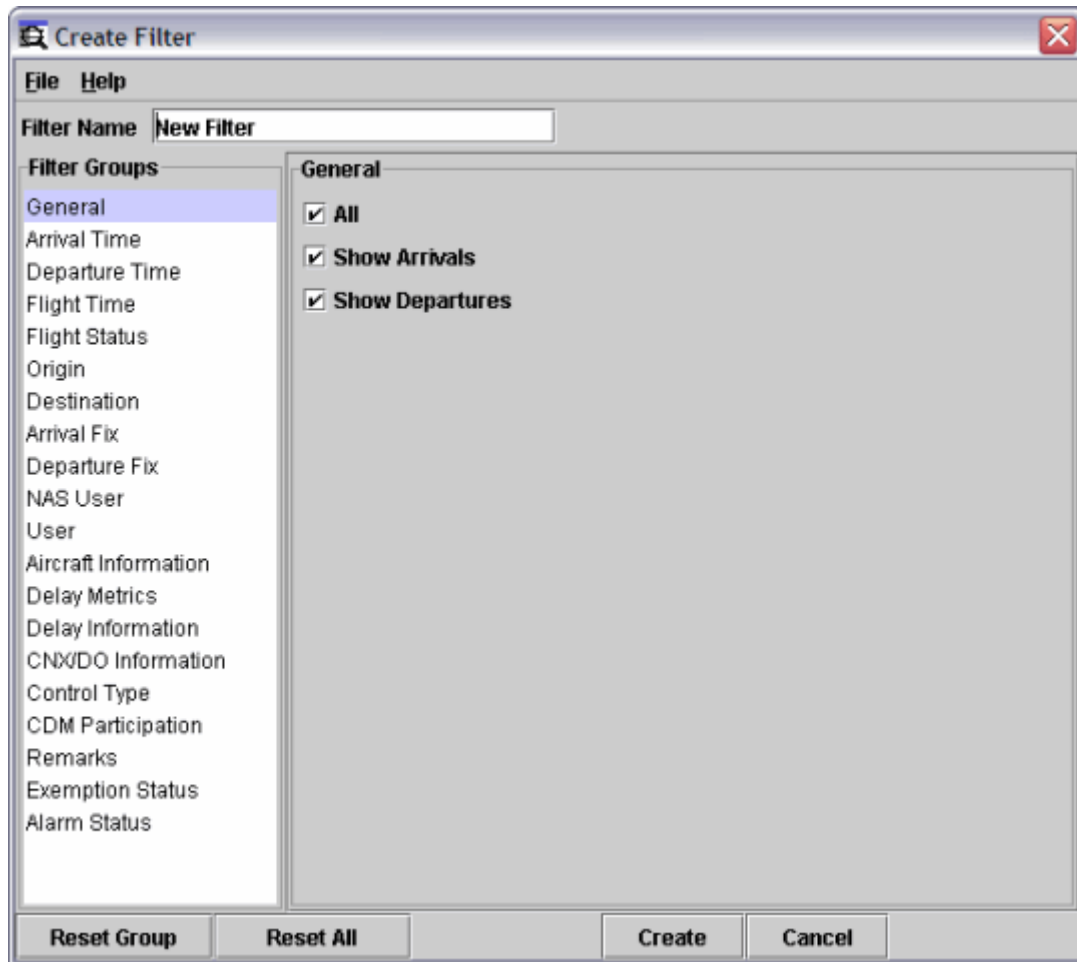 Create Filter
File Help
Filter Name New Filter
Filter Groups
General
Arrival Time
Departure Time
Flight Time
Flight Status
Origin
Destination
Arrival Fix
Departure Fix
NAS User
User
Aircraft Information
Delay Metrics
Delay Information
CNX/DO Information
Control Type
CDM Participation
Remarks
Exemption Status
Alarm Status
General
All
Show Arrivals
Show Departures
Reset Group Reset All Create Cancel